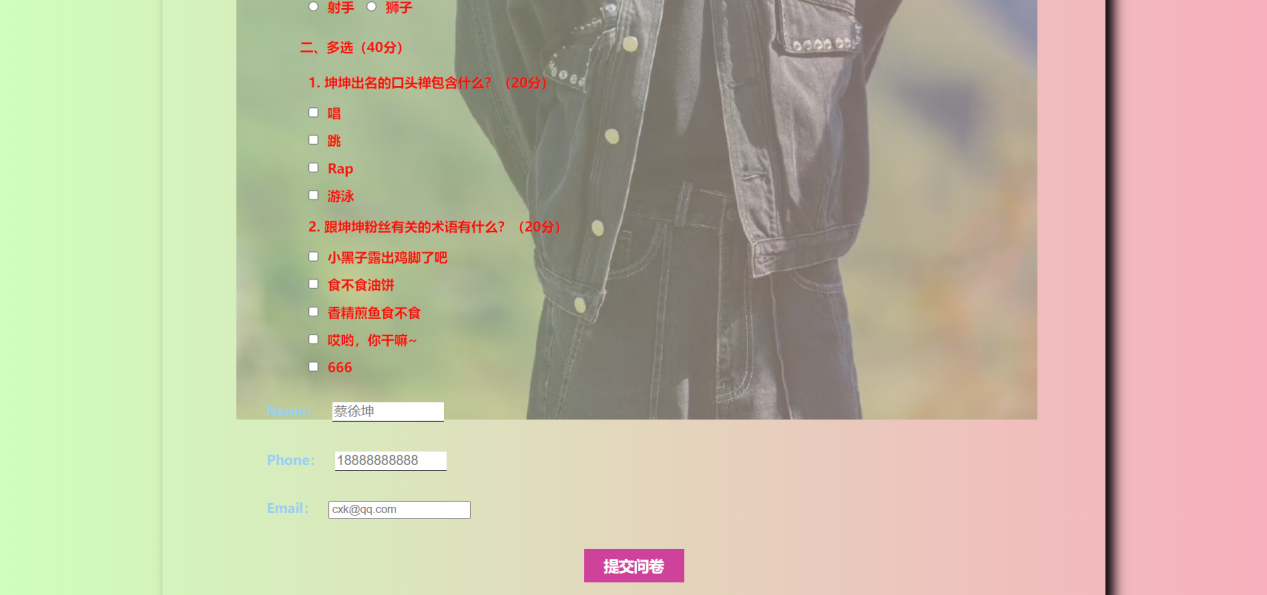 射手 狮子
二、多选（40分）
1. 坤坤出名的口头禅包含什么？（20分）
唱
跳
Rap
游泳
2. 跟坤坤粉丝有关的术语有什么？（20分）
小黑子露出鸡脚了吧
食不食油饼
香精煎鱼食不食
哎哟，你干嘛~
666
Name: 蔡徐坤
Phone: 18888888888
Email: cxk@qq.com
提交问卷